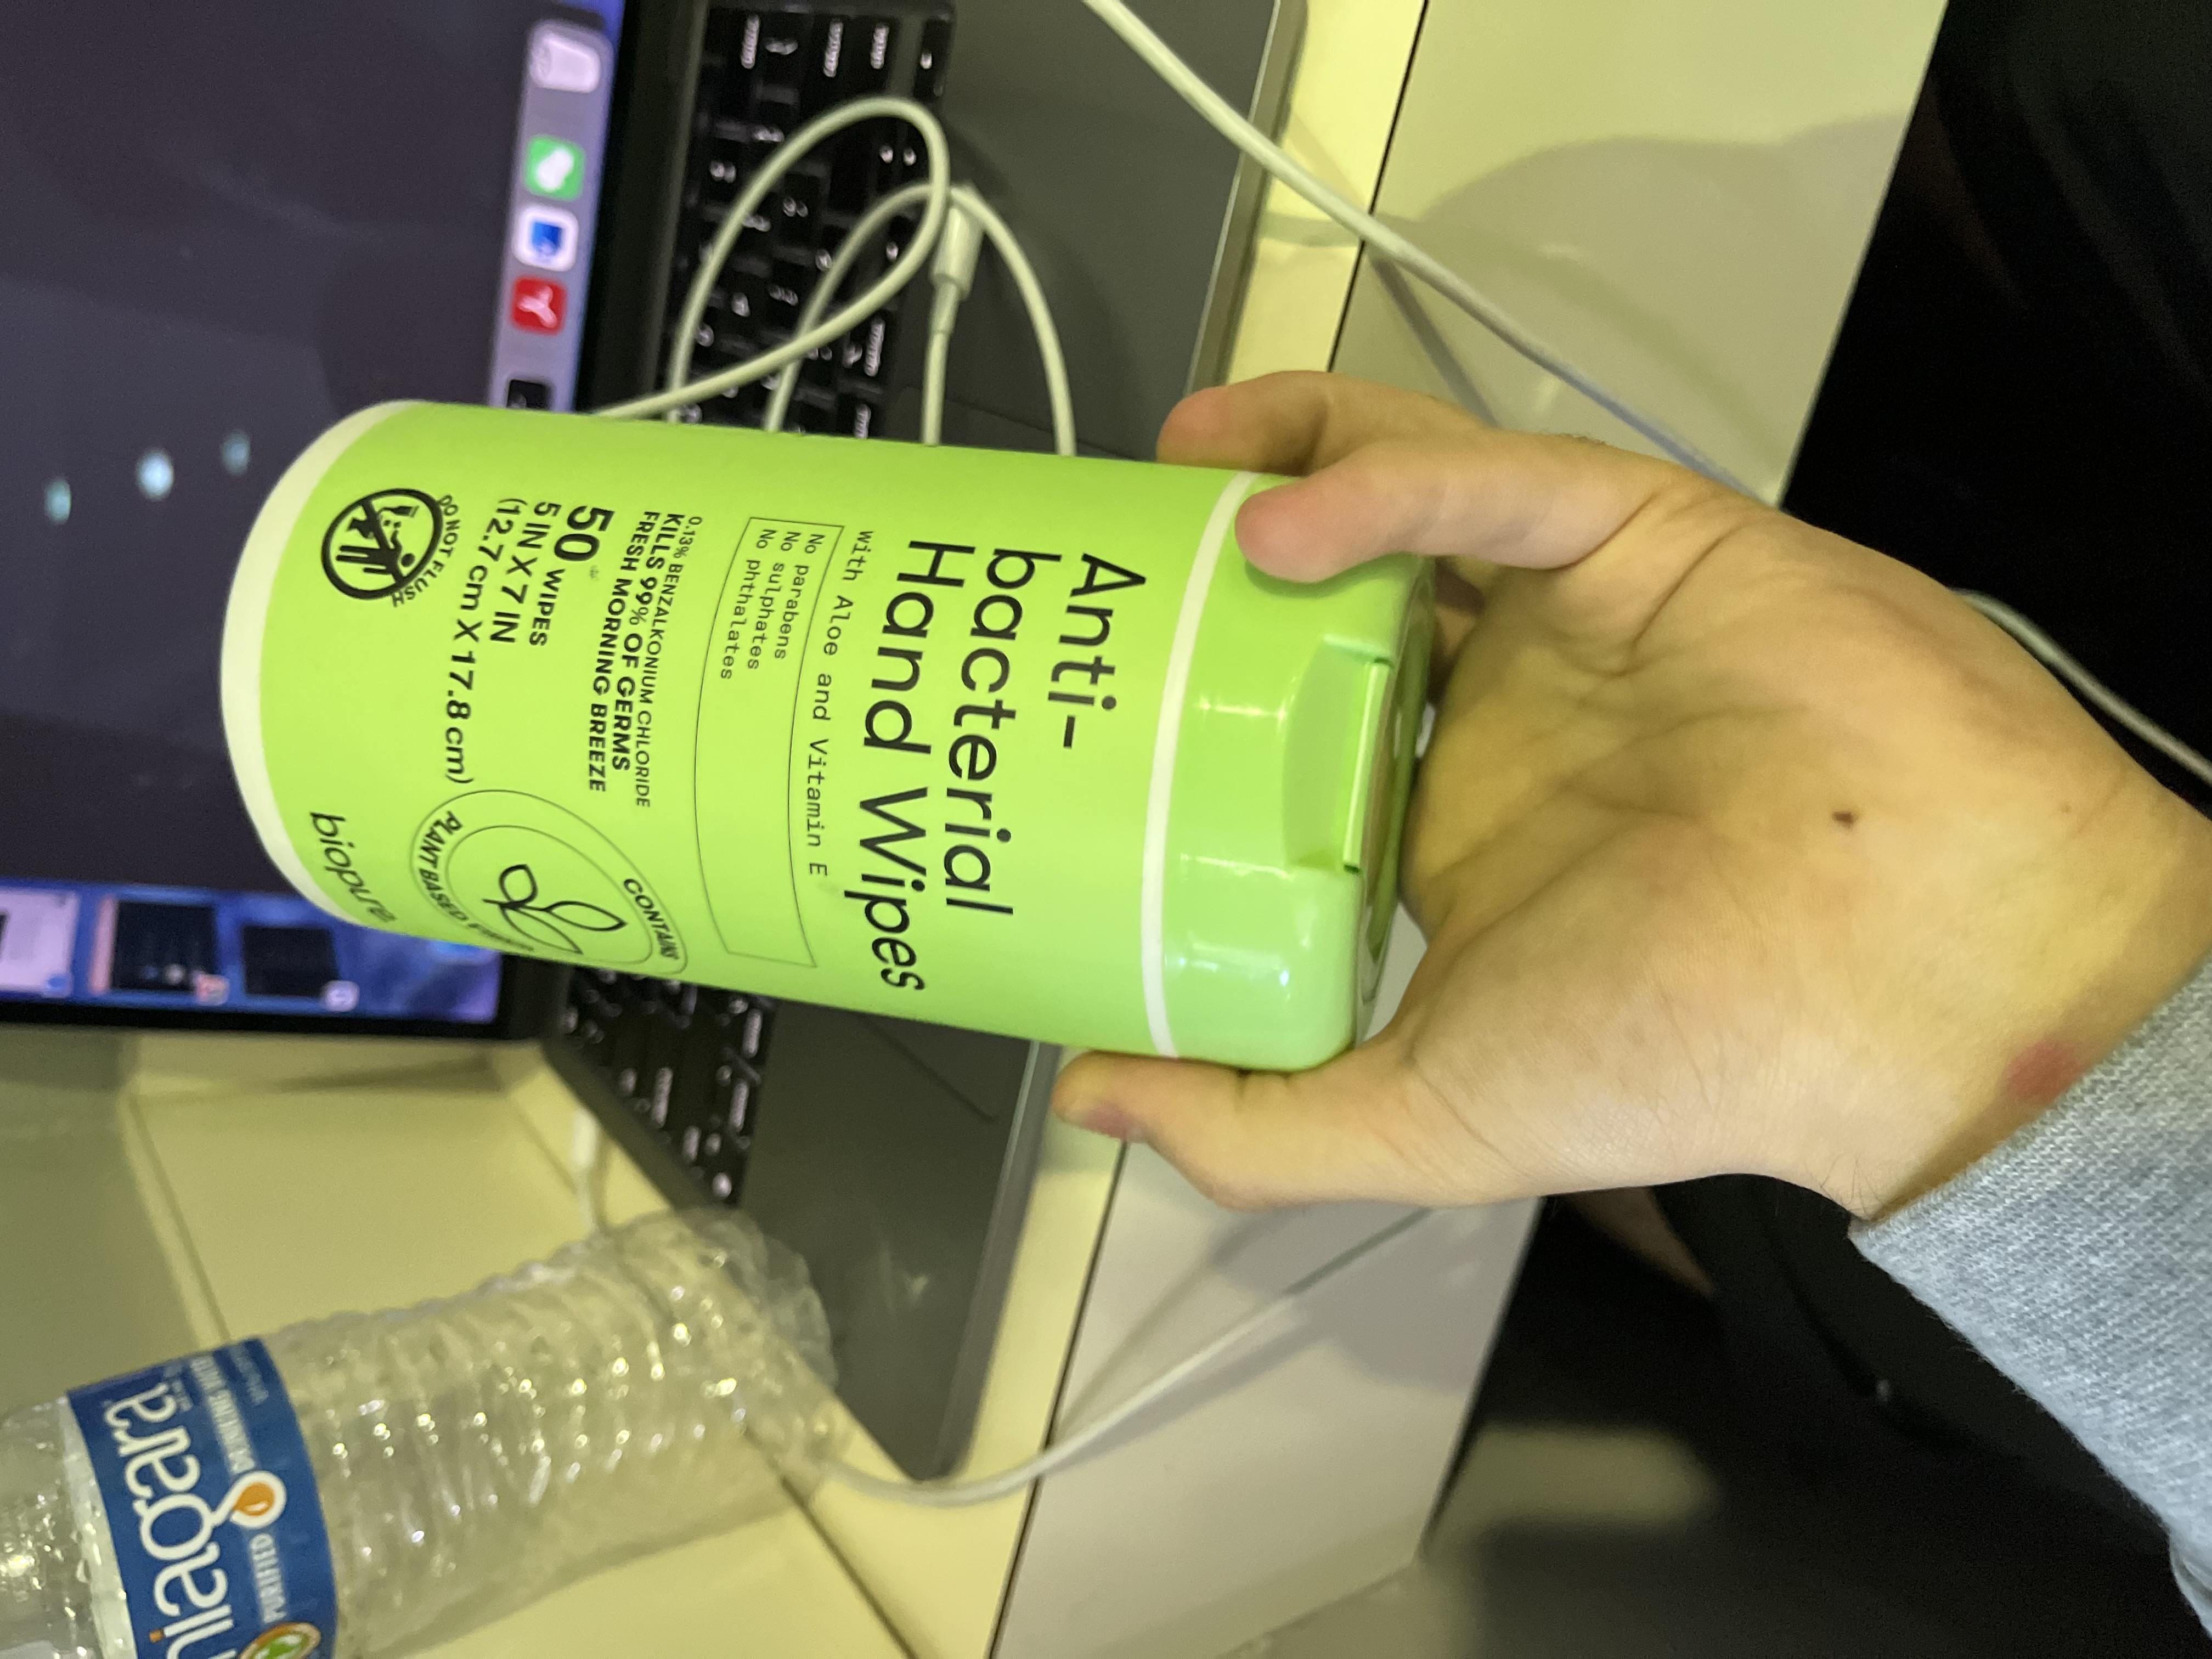 Anti-
bacterial
Hand Wipes
with Aloe and Vitamin E
No parabens
No sulphates
No phthalates
0.13% BENZALKONIUM CHLORIDE
KILLS 99% OF GERMS
FRESH MORNING BREEZE
50 WIPES
5 IN X 7 IN
(12.7 cm X 17.8 cm)
DO NOT FLUSH
CONTAINS
PLANT BASED
biopure
niagara
PURIFIED DRINKING WATER